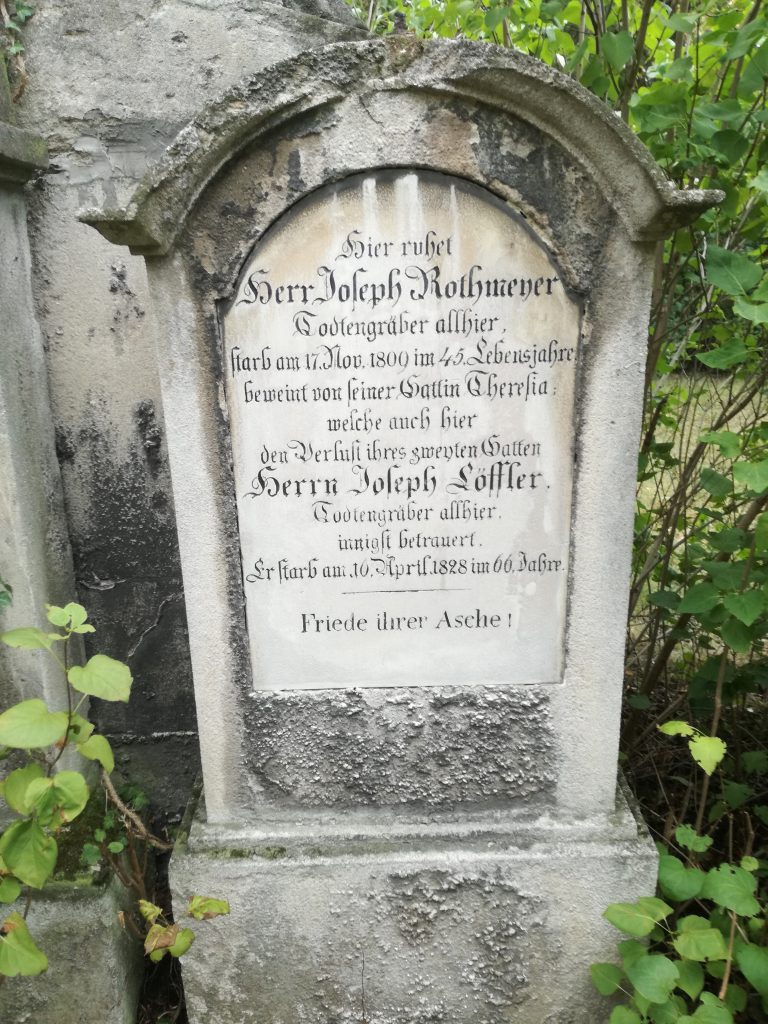 Hier ruhet
Herr Joseph Rothmeyer
Todtengräber allhier,
starb am 17. Nov. 1809 im 45. Lebensjahre
beweint von seiner Gattin Theresia;
welche auch hier
den Verlust ihres zweyten Gatten
Herrn Joseph Löffler.
Todtengräber allhier.
innigst betrauert.
Er starb am 16. April. 1828 im 66. Jahre.
Friede ihrer Asche!